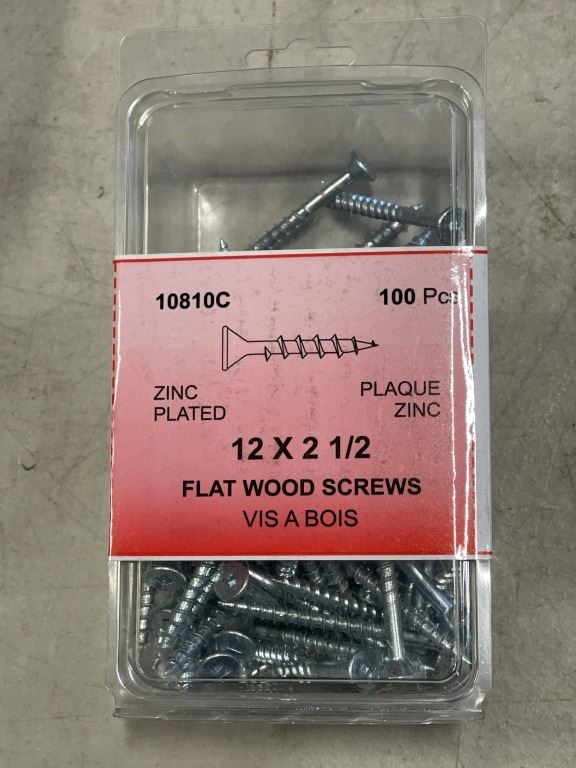 10810C 100 Pcs
ZINC PLAQUE
PLATED ZINC
12 X 2 1/2
FLAT WOOD SCREWS
VIS A BOIS